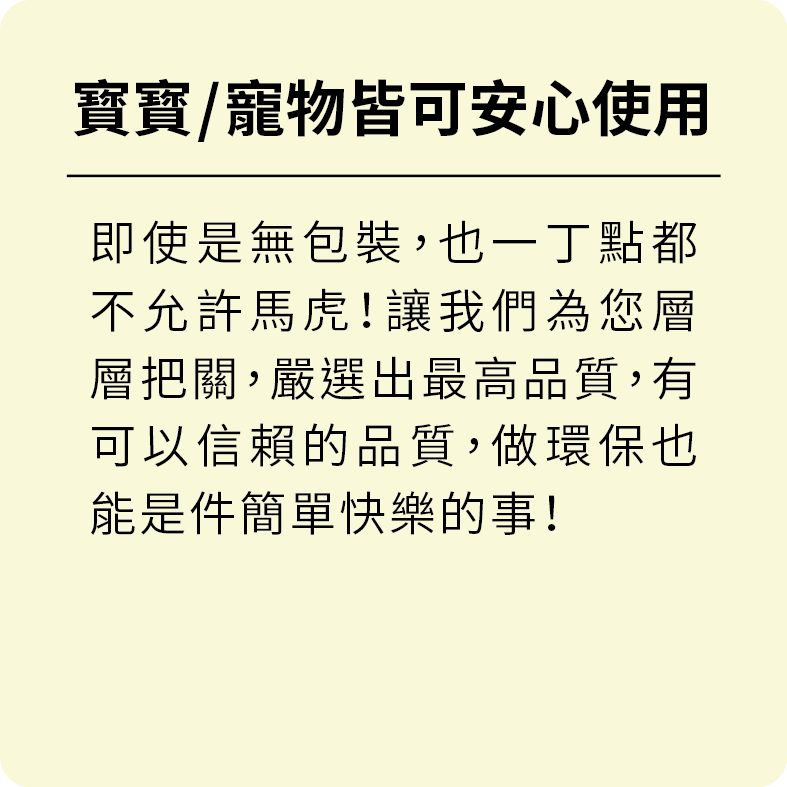 寶寶/寵物皆可安心使用
即使是無包裝，也一丁點都
不允許馬虎！讓我們為您層
層把關，嚴選出最高品質，有
可以信賴的品質，做環保也
能是件簡單快樂的事！